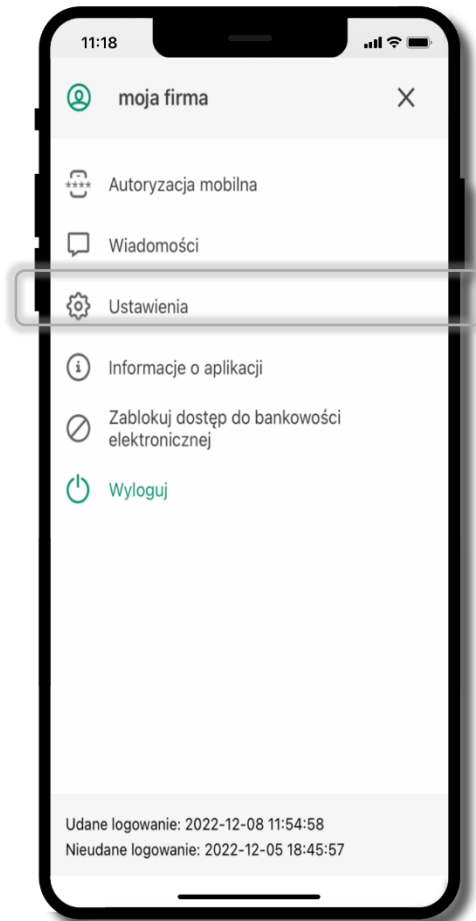 11:18
moja firma
Autoryzacja mobilna
Wiadomości
Ustawienia
Informacje o aplikacji
Zablokuj dostęp do bankowości
elektronicznej
Wyloguj
Udane logowanie: 2022-12-08 11:54:58
Nieudane logowanie: 2022-12-05 18:45:57